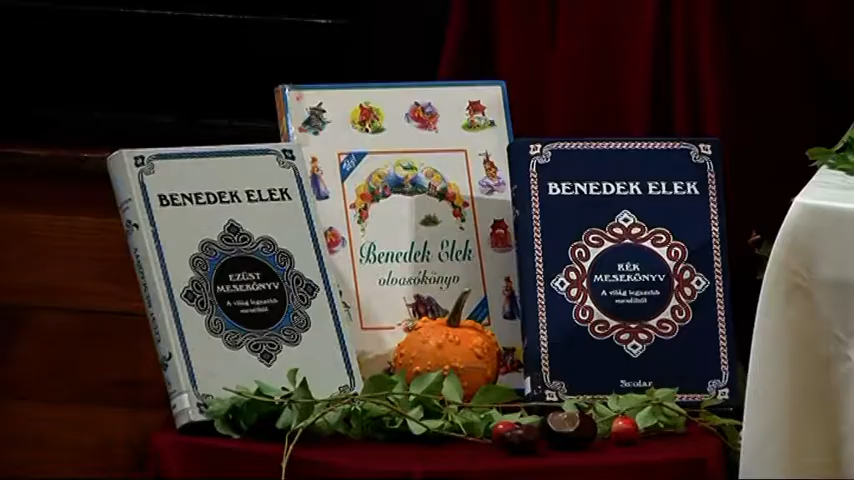 BENEDEK ELEK
EZÜST
MESEKÖNYV
A világ legszebb
meséiből
Benedek Elek
olvasókönyv
BENEDEK ELEK
KÉK
MESEKÖNYV
A világ legszebb
meséiből
Scolar